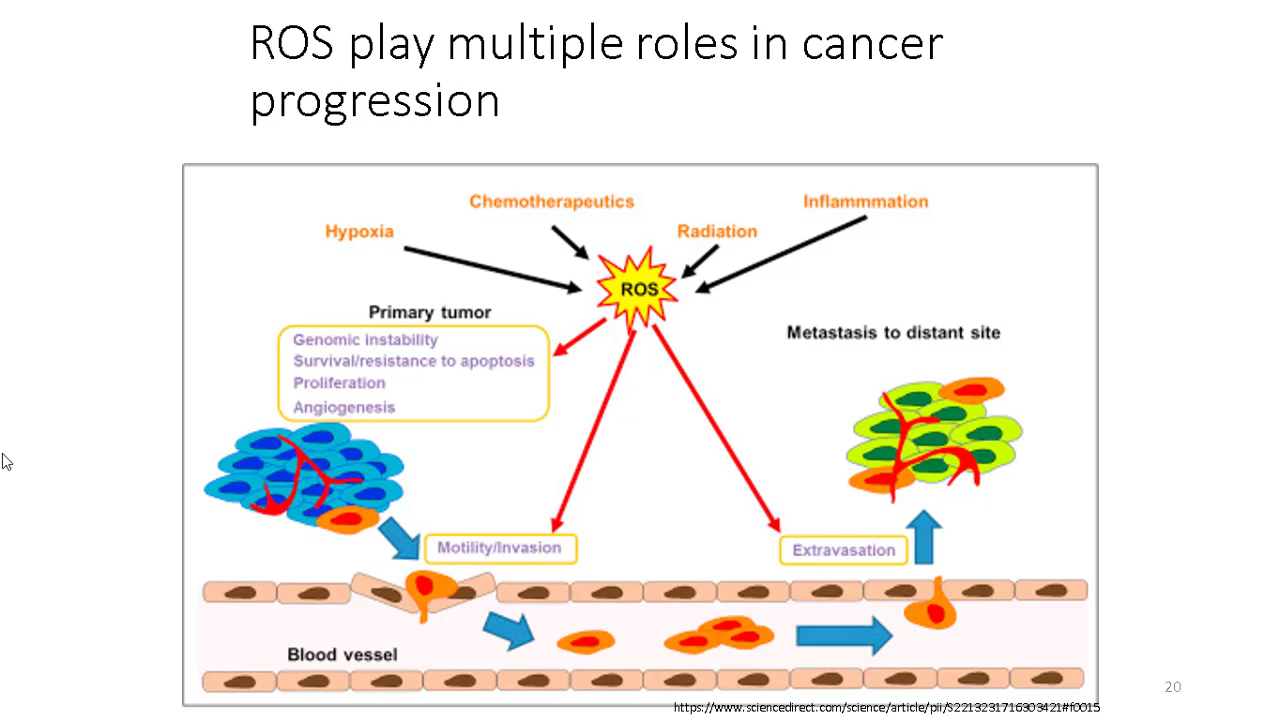 ROS play multiple roles in cancer
progression
Chemotherapeutics
Inflammmation
Hypoxia
Radiation
ROS
Primary tumor
Genomic instability
Survival/resistance to apoptosis
Proliferation
Angiogenesis
Metastasis to distant site
Motility/Invasion
Extravasation
Blood vessel
20
https://www.sciencedirect.com/science/article/pii/S2213231716303421#f0015